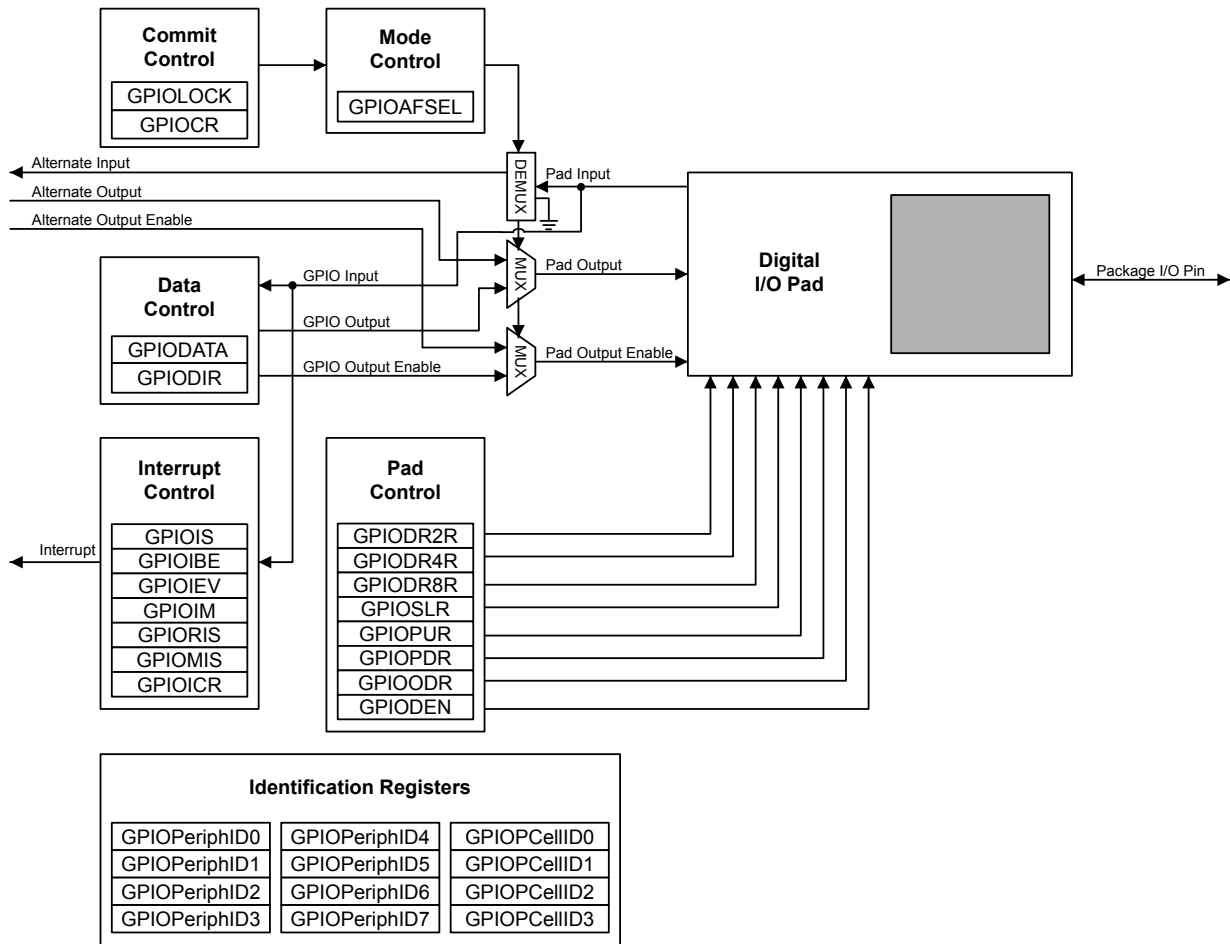 Commit
Control
GPIOLOCK
GPIOCR
Mode
Control
GPIOAFSEL
Alternate Input
Alternate Output
Alternate Output Enable
DEMUX
Pad Input
MUX
Pad Output
MUX
Pad Output Enable
Digital
I/O Pad
Package I/O Pin
Data
Control
GPIODATA
GPIODIR
GPIO Input
GPIO Output
GPIO Output Enable
Interrupt
Control
GPIOIS
GPIOIBE
GPIOIEV
GPIOIM
GPIORIS
GPIOMIS
GPIOICR
Interrupt
Pad
Control
GPIODR2R
GPIODR4R
GPIODR8R
GPIOSLR
GPIOPUR
GPIOPDR
GPIOODR
GPIODEN
Identification Registers
GPIOPeriphID0
GPIOPeriphID1
GPIOPeriphID2
GPIOPeriphID3
GPIOPeriphID4
GPIOPeriphID5
GPIOPeriphID6
GPIOPeriphID7
GPIOPCellID0
GPIOPCellID1
GPIOPCellID2
GPIOPCellID3